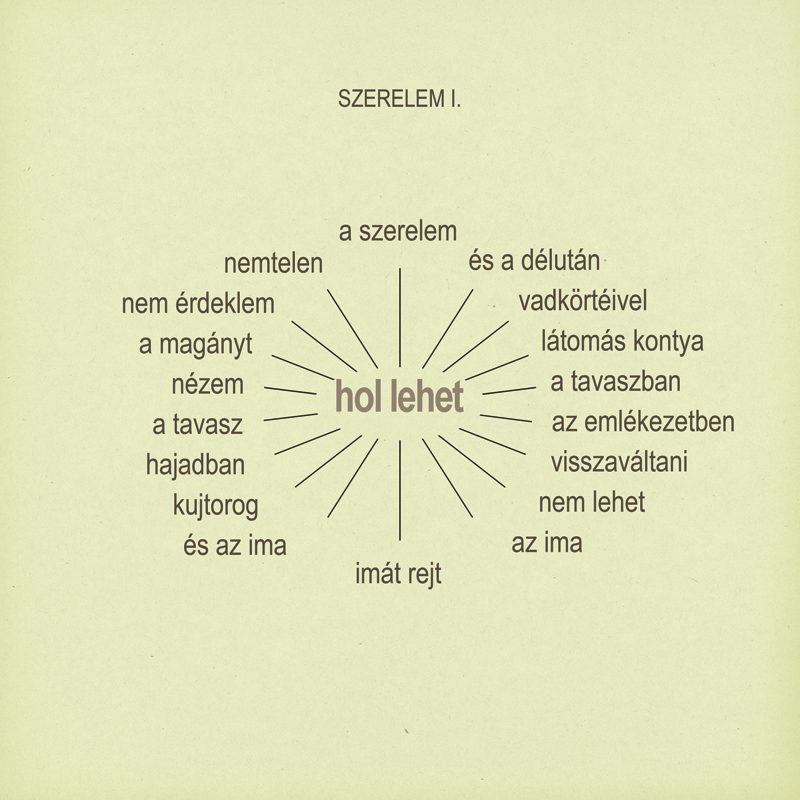 SZERELEM I.
a szerelem
és a délután
vadkörtéivel
látomás kontya
a tavaszban
az emlékezetben
visszaváltani
nem lehet
az ima
imát rejt
és az ima
kujtorog
hajadban
a tavasz
nézem
a magányt
nem érdeklem
nemtelen
hol lehet